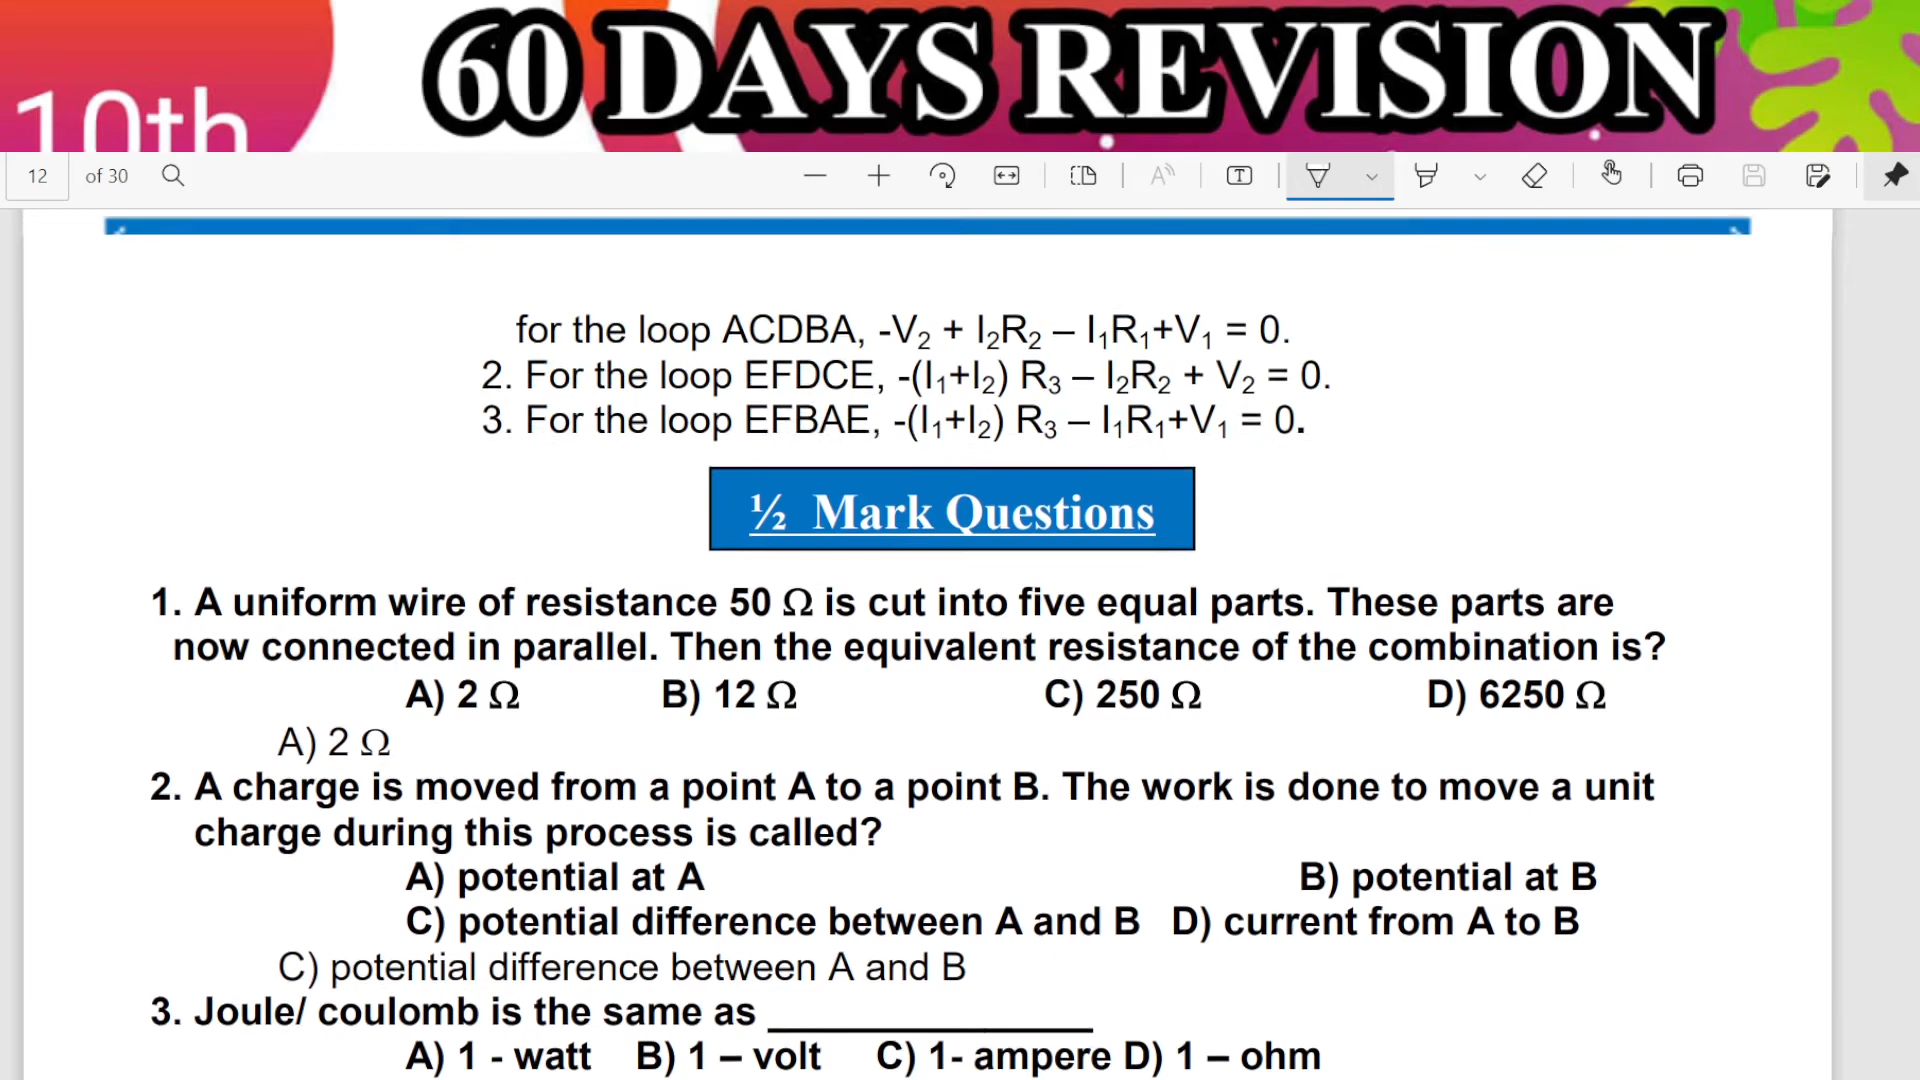 60 DAYS REVISION
10th
12 of 30
for the loop ACDBA, -V₂ + I₂R₂ – I₁R₁+V₁ = 0.
2. For the loop EFDCE, -(I₁+I₂) R₃ – I₂R₂ + V₂ = 0.
3. For the loop EFBAE, -(I₁+I₂) R₃ – I₁R₁+V₁ = 0.
½ Mark Questions
1. A uniform wire of resistance 50 Ω is cut into five equal parts. These parts are
now connected in parallel. Then the equivalent resistance of the combination is?
A) 2 Ω B) 12 Ω C) 250 Ω D) 6250 Ω
A) 2 Ω
2. A charge is moved from a point A to a point B. The work is done to move a unit
charge during this process is called?
A) potential at A B) potential at B
C) potential difference between A and B D) current from A to B
C) potential difference between A and B
3. Joule/ coulomb is the same as _______________
A) 1 - watt B) 1 – volt C) 1- ampere D) 1 – ohm